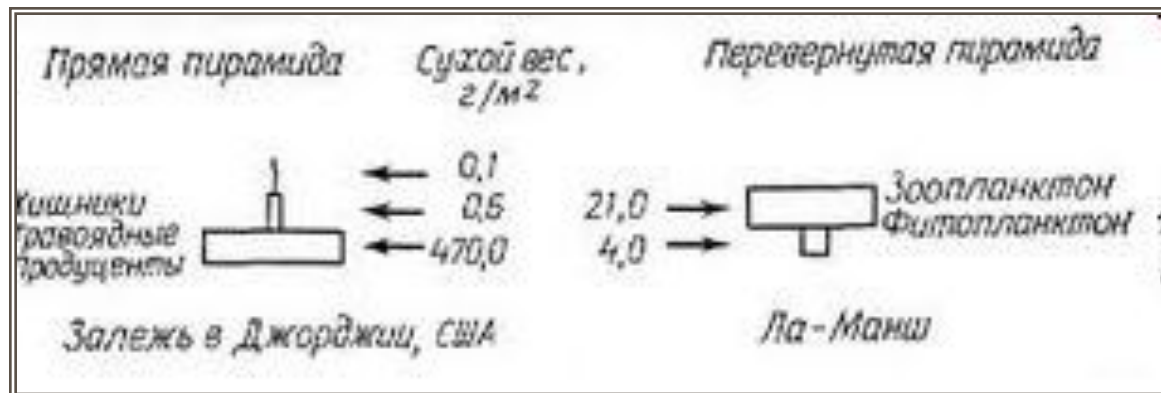 Прямая пирамида
Сухой вес,
г/м2
Перевернутая пирамида
Хищники
травоядные
продуценты
0,1
0,6
470,0
21,0
4,0
Зоопланктон
Фитопланктон
Залежь в Джорджии, США
Ла-Манш